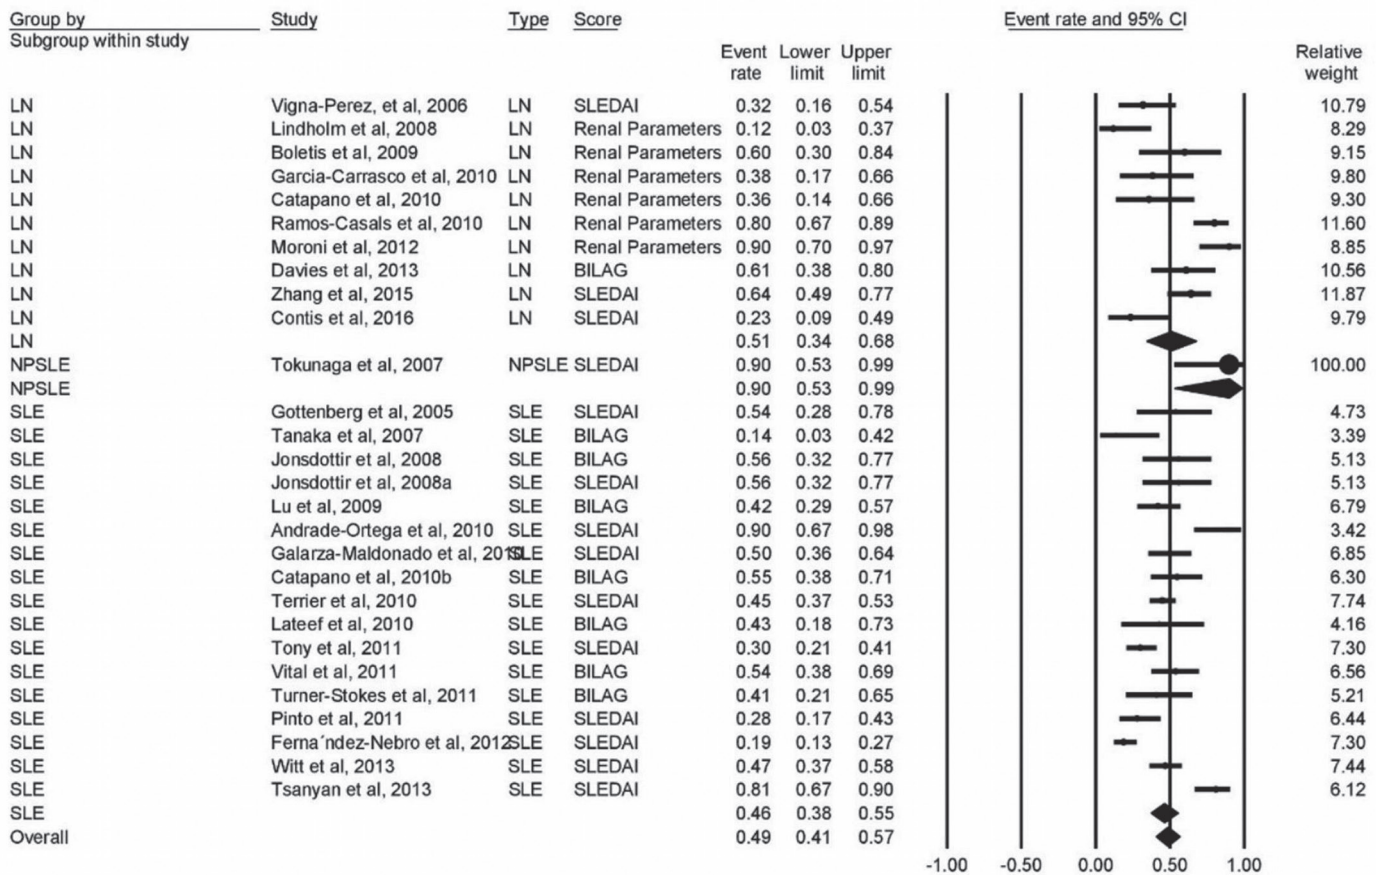 Group by Study Type Score Event rate and 95% CI
Subgroup within study
Event Lower Upper Relative
rate limit limit weight
LN Vigna-Perez, et al, 2006 LN SLEDAI 0.32 0.16 0.54 10.79
LN Lindholm et al, 2008 LN Renal Parameters 0.12 0.03 0.37 8.29
LN Boletis et al, 2009 LN Renal Parameters 0.60 0.30 0.84 9.15
LN Garcia-Carrasco et al, 2010 LN Renal Parameters 0.38 0.17 0.66 9.80
LN Catapano et al, 2010 LN Renal Parameters 0.36 0.14 0.66 9.30
LN Ramos-Casals et al, 2010 LN Renal Parameters 0.80 0.67 0.89 11.60
LN Moroni et al, 2012 LN Renal Parameters 0.90 0.70 0.97 8.85
LN Davies et al, 2013 LN BILAG 0.61 0.38 0.80 10.56
LN Zhang et al, 2015 LN SLEDAI 0.64 0.49 0.77 11.87
LN Contis et al, 2016 LN SLEDAI 0.23 0.09 0.49 9.79
LN 0.51 0.34 0.68
NPSLE Tokunaga et al, 2007 NPSLE SLEDAI 0.90 0.53 0.99 100.00
NPSLE 0.90 0.53 0.99
SLE Gottenberg et al, 2005 SLE SLEDAI 0.54 0.28 0.78 4.73
SLE Tanaka et al, 2007 SLE BILAG 0.14 0.03 0.42 3.39
SLE Jonsdottir et al, 2008 SLE BILAG 0.56 0.32 0.77 5.13
SLE Jonsdottir et al, 2008a SLE SLEDAI 0.56 0.32 0.77 5.13
SLE Lu et al, 2009 SLE BILAG 0.42 0.29 0.57 6.79
SLE Andrade-Ortega et al, 2010 SLE SLEDAI 0.90 0.67 0.98 3.42
SLE Galarza-Maldonado et al, 2010 SLE SLEDAI 0.50 0.36 0.64 6.85
SLE Catapano et al, 2010b SLE BILAG 0.55 0.38 0.71 6.30
SLE Terrier et al, 2010 SLE SLEDAI 0.45 0.37 0.53 7.74
SLE Lateef et al, 2010 SLE BILAG 0.43 0.18 0.73 4.16
SLE Tony et al, 2011 SLE SLEDAI 0.30 0.21 0.41 7.30
SLE Vital et al, 2011 SLE BILAG 0.54 0.38 0.69 6.56
SLE Turner-Stokes et al, 2011 SLE BILAG 0.41 0.21 0.65 5.21
SLE Pinto et al, 2011 SLE SLEDAI 0.28 0.17 0.43 6.44
SLE Ferna´ndez-Nebro et al, 2012 SLE SLEDAI 0.19 0.13 0.27 7.30
SLE Witt et al, 2013 SLE SLEDAI 0.47 0.37 0.58 7.44
SLE Tsanyan et al, 2013 SLE SLEDAI 0.81 0.67 0.90 6.12
SLE 0.46 0.38 0.55
Overall 0.49 0.41 0.57
-1.00 -0.50 0.00 0.50 1.00